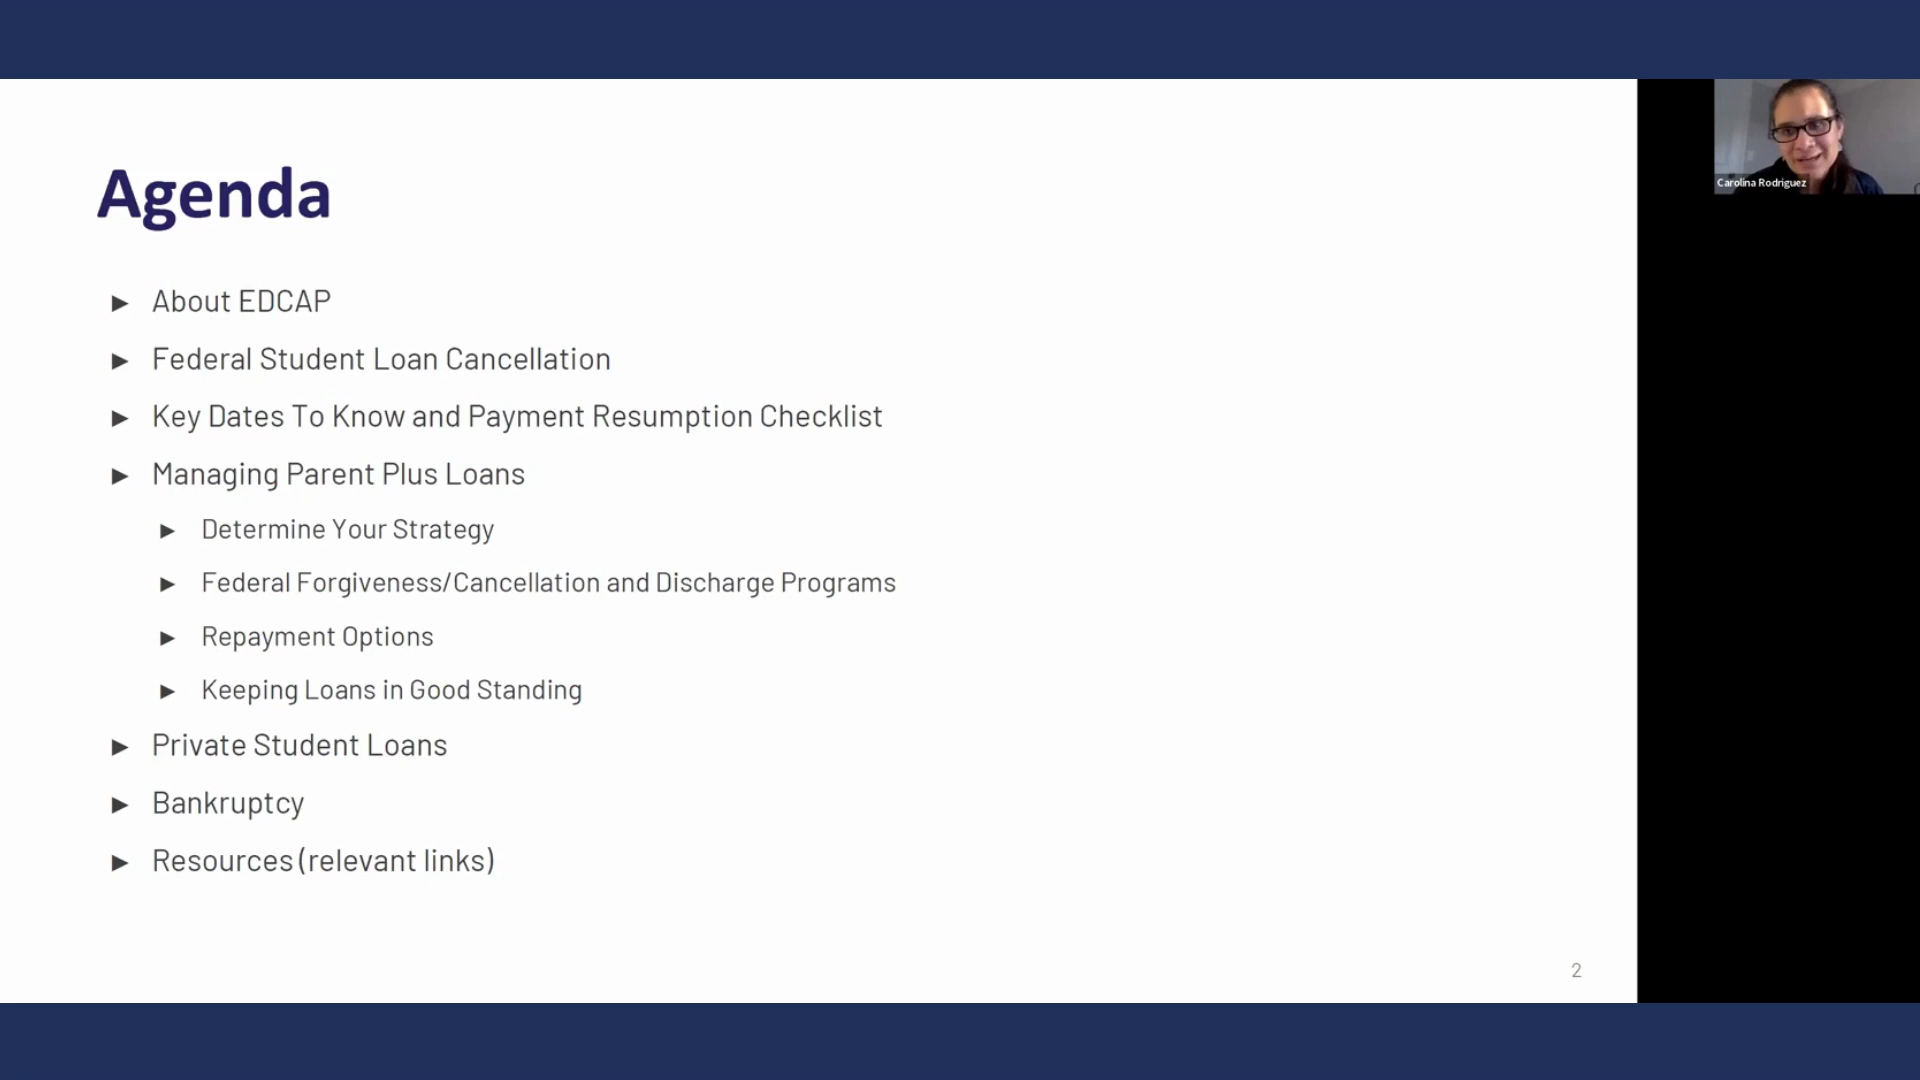 Agenda
► About EDCAP
► Federal Student Loan Cancellation
► Key Dates To Know and Payment Resumption Checklist
► Managing Parent Plus Loans
► Determine Your Strategy
► Federal Forgiveness/Cancellation and Discharge Programs
► Repayment Options
► Keeping Loans in Good Standing
► Private Student Loans
► Bankruptcy
► Resources (relevant links)
2
Carolina Rodriguez